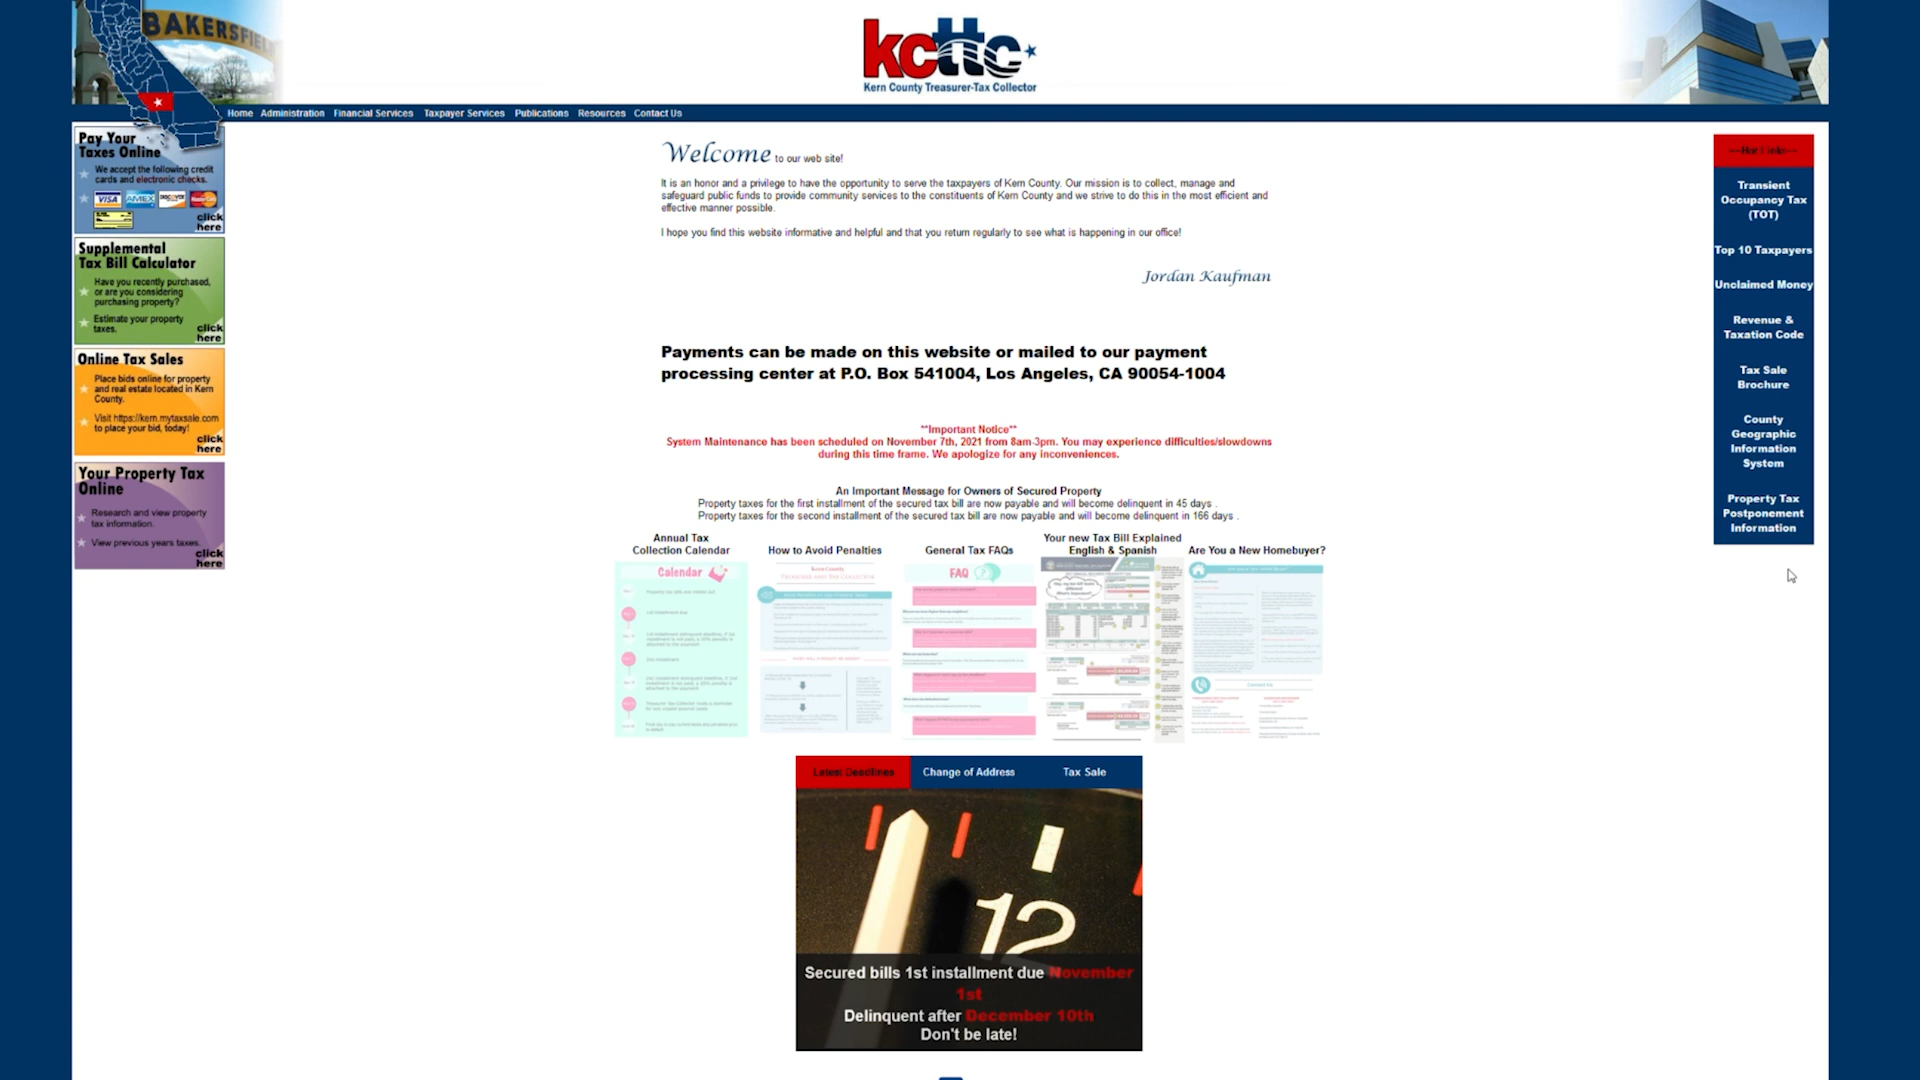 BAKERSFIEL
kcttc
Kern County Treasurer-Tax Collector
Home Administration Financial Services Taxpayer Services Publications Resources Contact Us
Pay Your
Taxes Online
We accept the following credit
cards and electronic checks.
VISA AMEX DISCOVER MasterCard
click
here
Supplemental
Tax Bill Calculator
Have you recently purchased,
or are you considering
purchasing property?
Estimate your property
taxes.
click
here
Online Tax Sales
Place bids online for property
and real estate located in Kern
County.
Visit https://kern.mytaxsale.com
to place your bid, today!
click
here
Your Property Tax
Online
Research and view property
tax information.
View previous years taxes.
click
here
Welcome to our web site!
It is an honor and a privilege to have the opportunity to serve the taxpayers of Kern County. Our mission is to collect, manage and
safeguard public funds to provide community services to the constituents of Kern County and we strive to do this in the most efficient and
effective manner possible.
I hope you find this website informative and helpful and that you return regularly to see what is happening in our office!
Jordan Kaufman
Payments can be made on this website or mailed to our payment
processing center at P.O. Box 541004, Los Angeles, CA 90054-1004
**Important Notice**
System Maintenance has been scheduled on November 7th, 2021 from 8am-3pm. You may experience difficulties/slowdowns
during this time frame. We apologize for any inconveniences.
An Important Message for Owners of Secured Property
Property taxes for the first installment of the secured tax bill are now payable and will become delinquent in 45 days .
Property taxes for the second installment of the secured tax bill are now payable and will become delinquent in 166 days .
Annual Tax
Collection Calendar
How to Avoid Penalties
General Tax FAQs
Your new Tax Bill Explained
English & Spanish
Are You a New Homebuyer?
Calendar
FAQ
Latest Deadlines Change of Address Tax Sale
12
Secured bills 1st installment due November
1st
Delinquent after December 10th
Don't be late!
---Hot Links---
Transient
Occupancy Tax
(TOT)
Top 10 Taxpayers
Unclaimed Money
Revenue &
Taxation Code
Tax Sale
Brochure
County
Geographic
Information
System
Property Tax
Postponement
Information